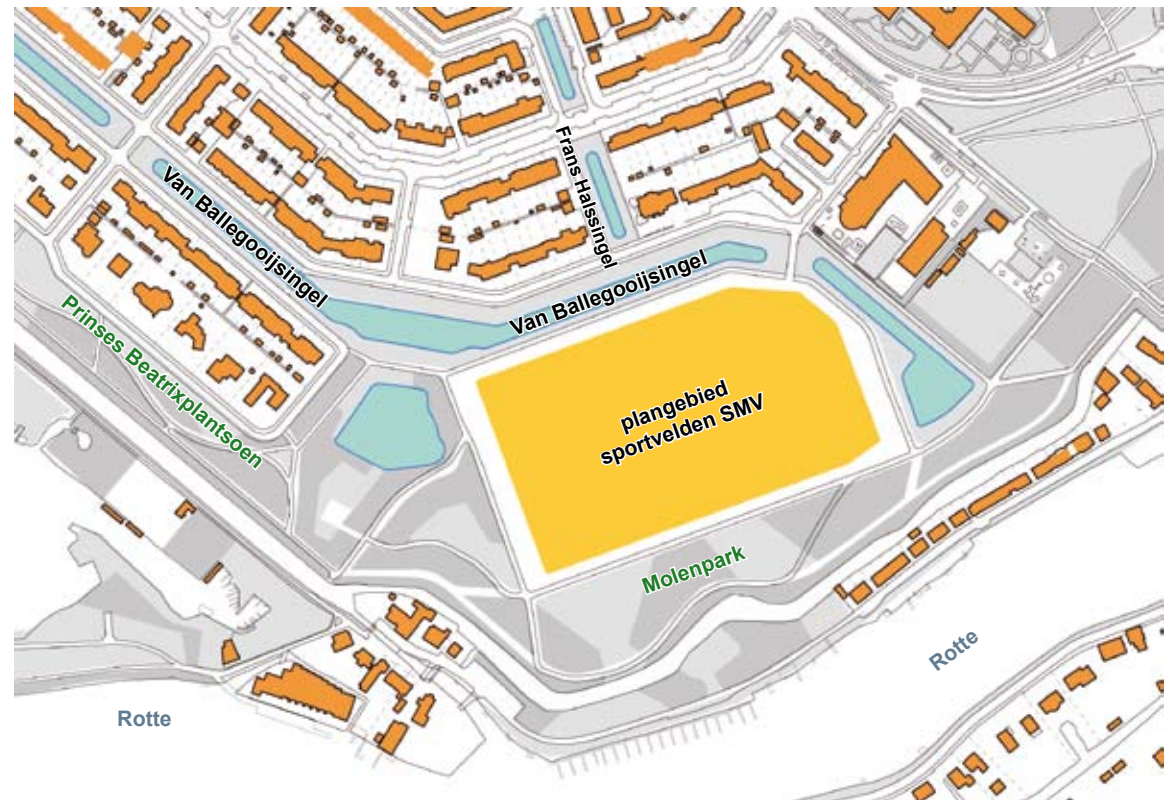 Frans Halssingel
Van Ballegooijsingel
Van Ballegooijsingel
Prinses Beatrixplantsoen
plangebied
sportvelden SMV
Molenpark
Rotte
Rotte